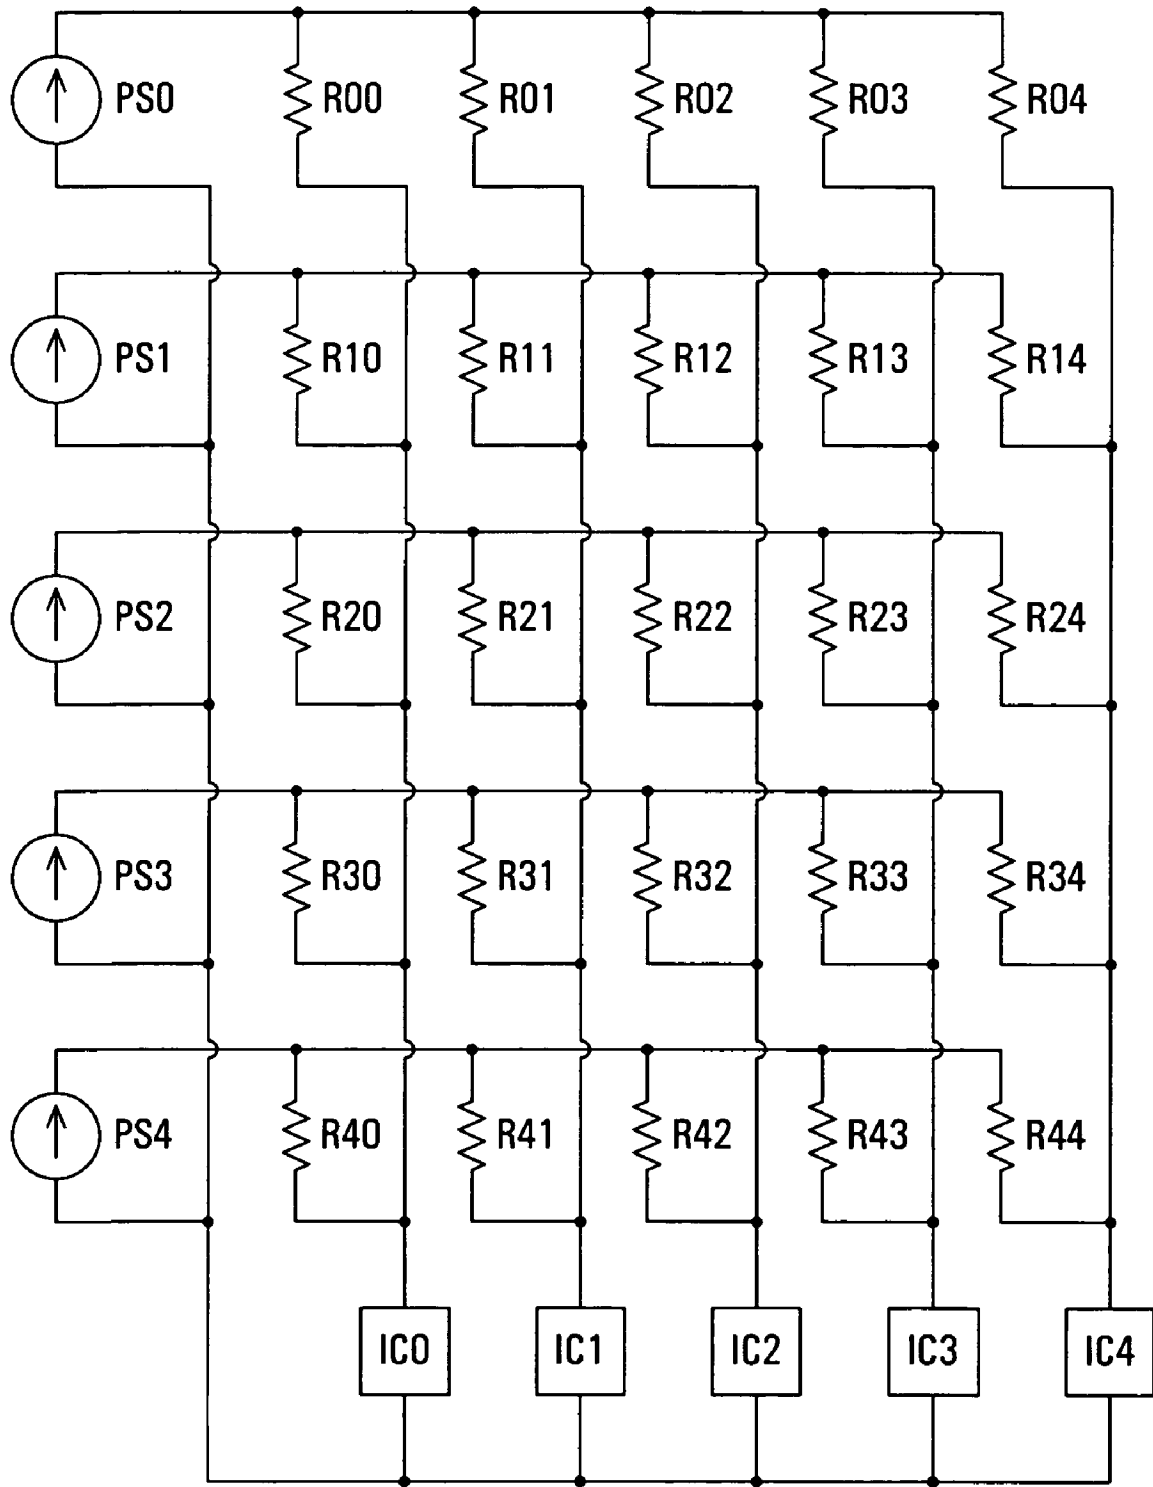 PS0 R00 R01 R02 R03 R04
PS1 R10 R11 R12 R13 R14
PS2 R20 R21 R22 R23 R24
PS3 R30 R31 R32 R33 R34
PS4 R40 R41 R42 R43 R44
IC0 IC1 IC2 IC3 IC4